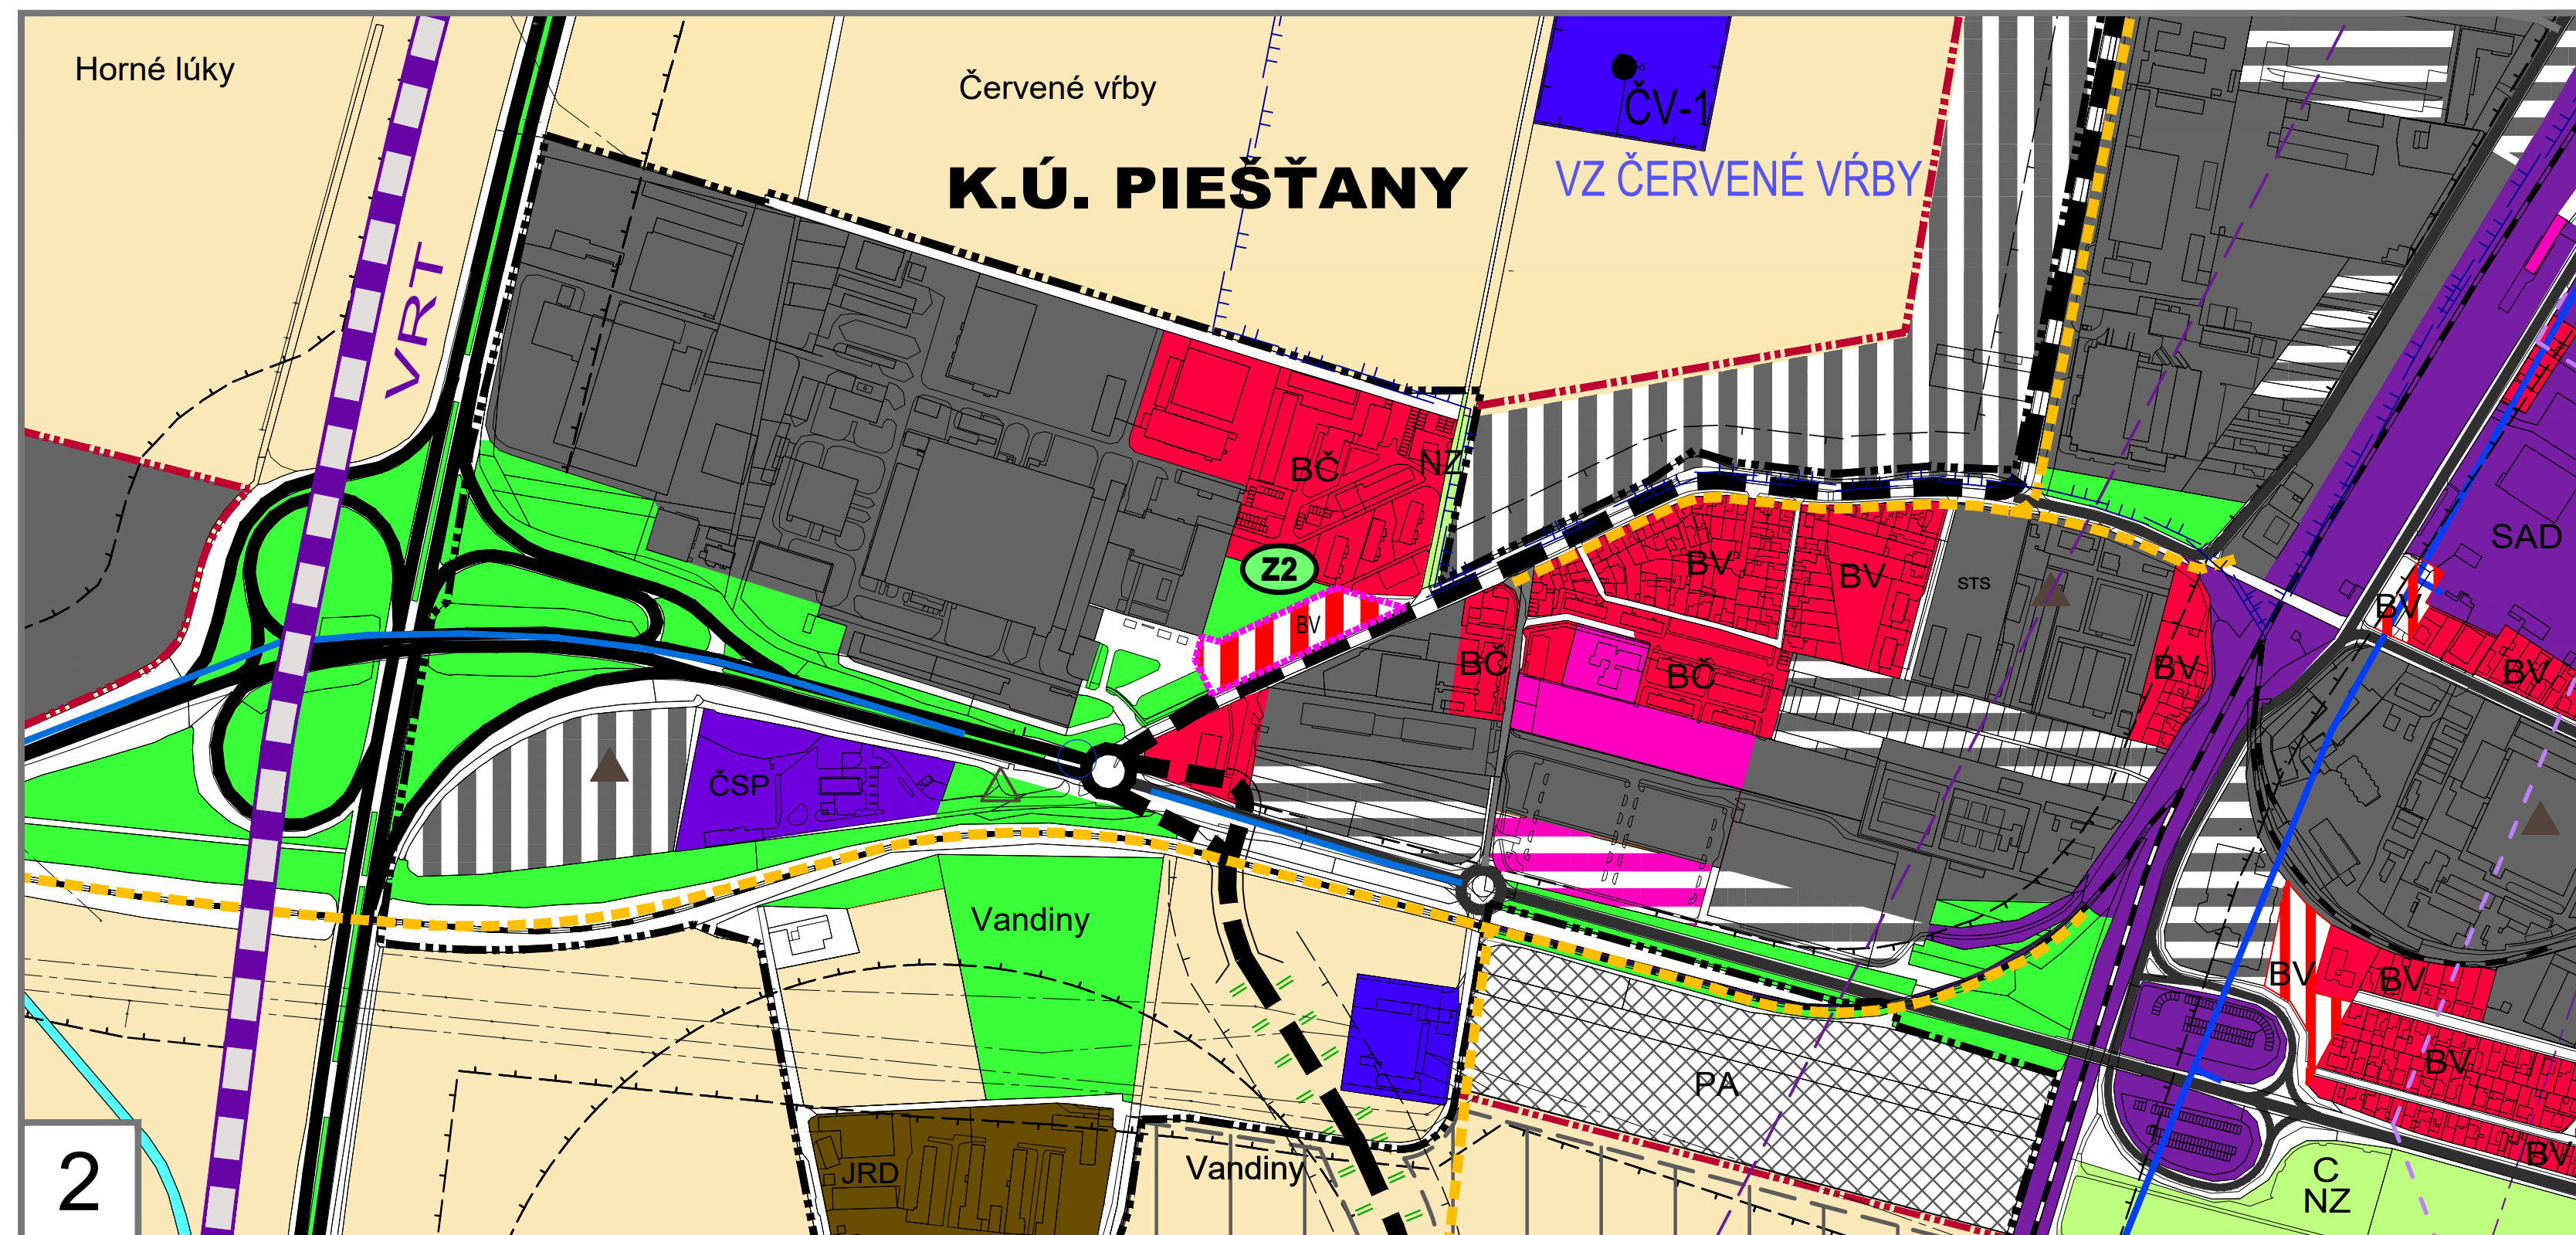 Horné lúky
Červené vŕby
ČV-1
K.Ú. PIEŠŤANY
VZ ČERVENÉ VŔBY
VRT
BČ
NZ
SAD
Z2
BV
BV
STS
BV
BV
BV
BČ
BČ
BV
BV
ČSP
Vandiny
BV
BV
BV
PA
JRD
Vandiny
BV
C
NZ
2